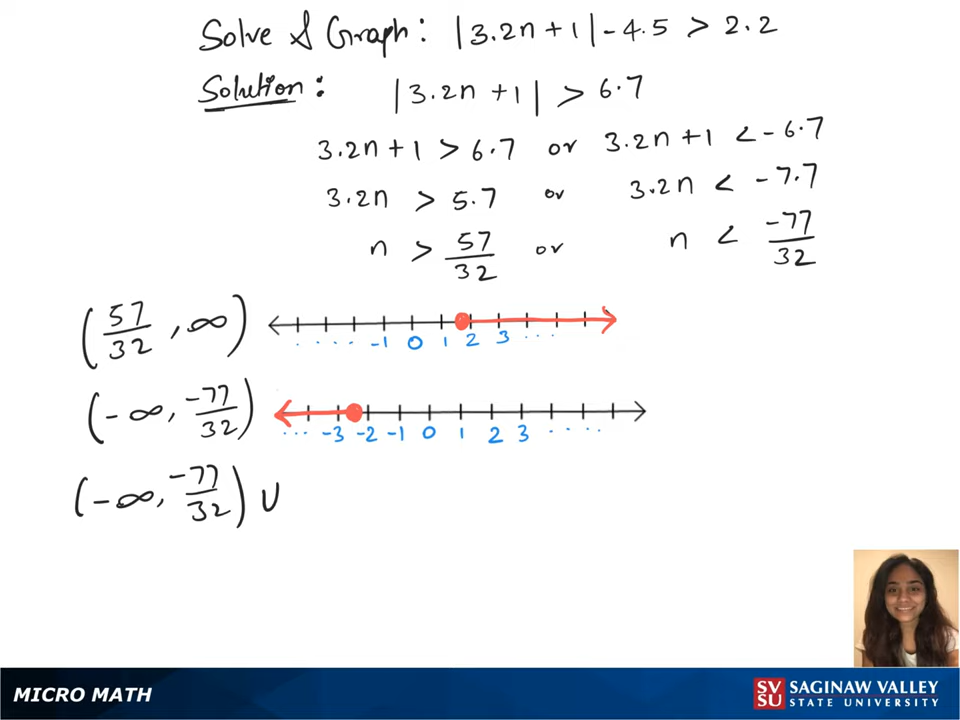 Solve & Graph: |3.2n + 1| - 4.5 > 2.2
Solution: |3.2n + 1| > 6.7
3.2n + 1 > 6.7 or 3.2n + 1 < - 6.7
3.2n > 5.7 or 3.2n < - 7.7
n > 57/32 or n < -77/32
(57/32, ∞)
.... -1 0 1 2 3 ...
(-∞, -77/32)
... -3 -2 -1 0 1 2 3 ....
(-∞, -77/32) ∪
MICRO MATH
SV SU SAGINAW VALLEY
STATE UNIVERSITY